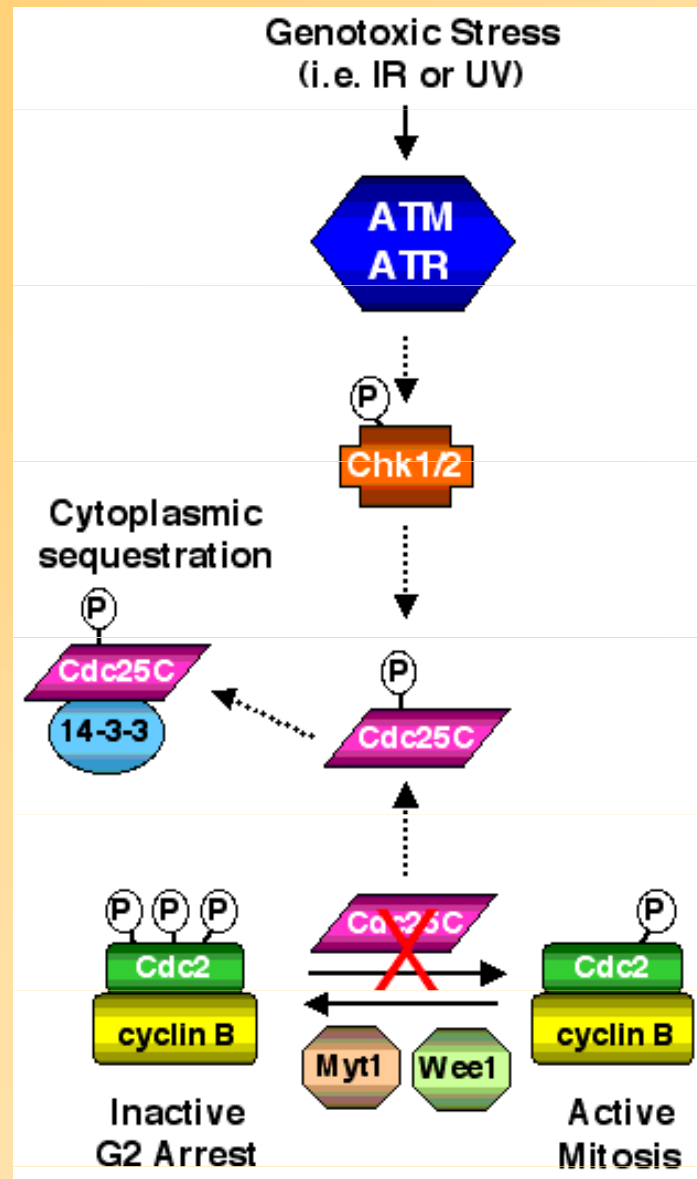 Genotoxic Stress
(i.e. IR or UV)
ATM
ATR
P
Chk1/2
Cytoplasmic
sequestration
P
Cdc25C
14-3-3
P
Cdc25C
P P P
Cdc2
cyclin B
Cdc25C
Myt1 Wee1
P
Cdc2
cyclin B
Inactive
G2 Arrest
Active
Mitosis